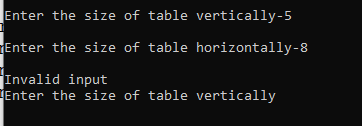 Enter the size of table vertically-5
Enter the size of table horizontally-8
Invalid input
Enter the size of table vertically